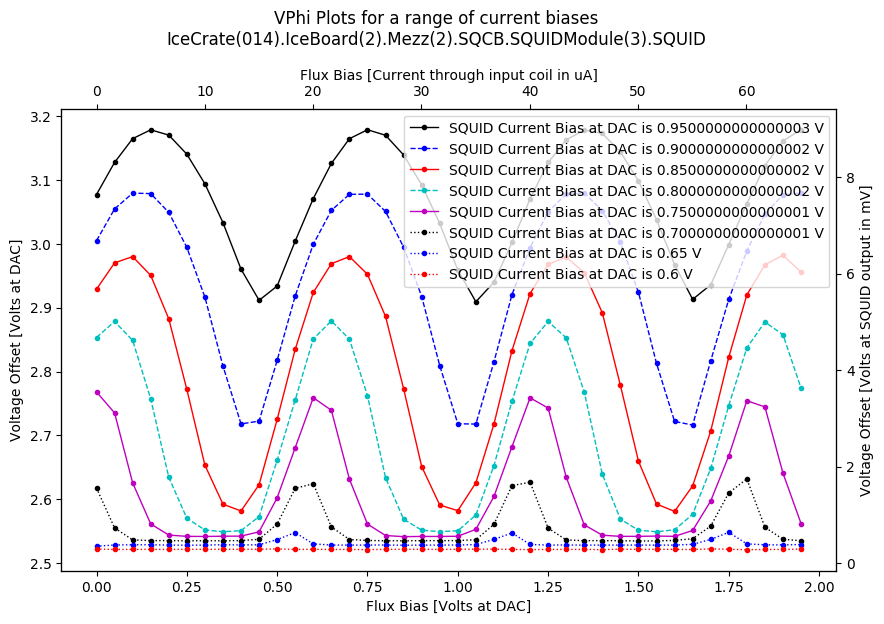 VPhi Plots for a range of current biases
IceCrate(014).IceBoard(2).Mezz(2).SQCB.SQUIDModule(3).SQUID
Flux Bias [Current through input coil in uA]
0 10 20 30 40 50 60
SQUID Current Bias at DAC is 0.9500000000000003 V
SQUID Current Bias at DAC is 0.9000000000000002 V
SQUID Current Bias at DAC is 0.8500000000000002 V
SQUID Current Bias at DAC is 0.8000000000000002 V
SQUID Current Bias at DAC is 0.7500000000000001 V
SQUID Current Bias at DAC is 0.7000000000000001 V
SQUID Current Bias at DAC is 0.65 V
SQUID Current Bias at DAC is 0.6 V
Voltage Offset [Volts at DAC]
3.2
3.1
3.0
2.9
2.8
2.7
2.6
2.5
Voltage Offset [Volts at SQUID output in mV]
8
6
4
2
0
0.00 0.25 0.50 0.75 1.00 1.25 1.50 1.75 2.00
Flux Bias [Volts at DAC]